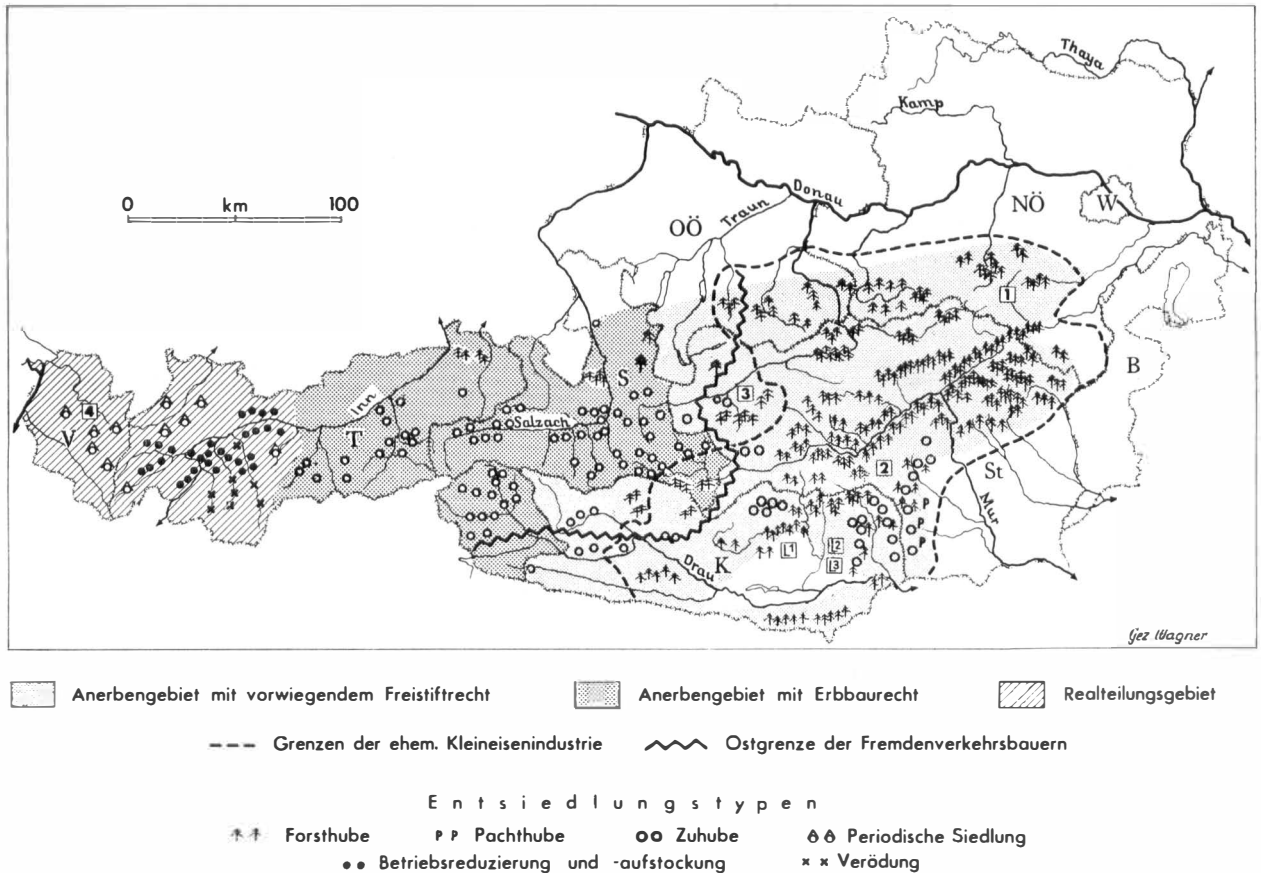 Thaya
Kamp
0 km 100
Donau
NÖ
W
Traun
OÖ
1
B
S
Inn
3
4
V
T
Salzach
2
St
Mur
L1
L2
L3
K
Drau
Gez Wagner
Anerbengebiet mit vorwiegendem Freistiftrecht
Anerbengebiet mit Erbbaurecht
Realteilungsgebiet
Grenzen der ehem. Kleineisenindustrie
Ostgrenze der Fremdenverkehrsbauern
Entsiedlungstypen
Forsthube
P P Pachthube
Zuhube
Periodische Siedlung
Betriebsreduzierung und -aufstockung
Verödung